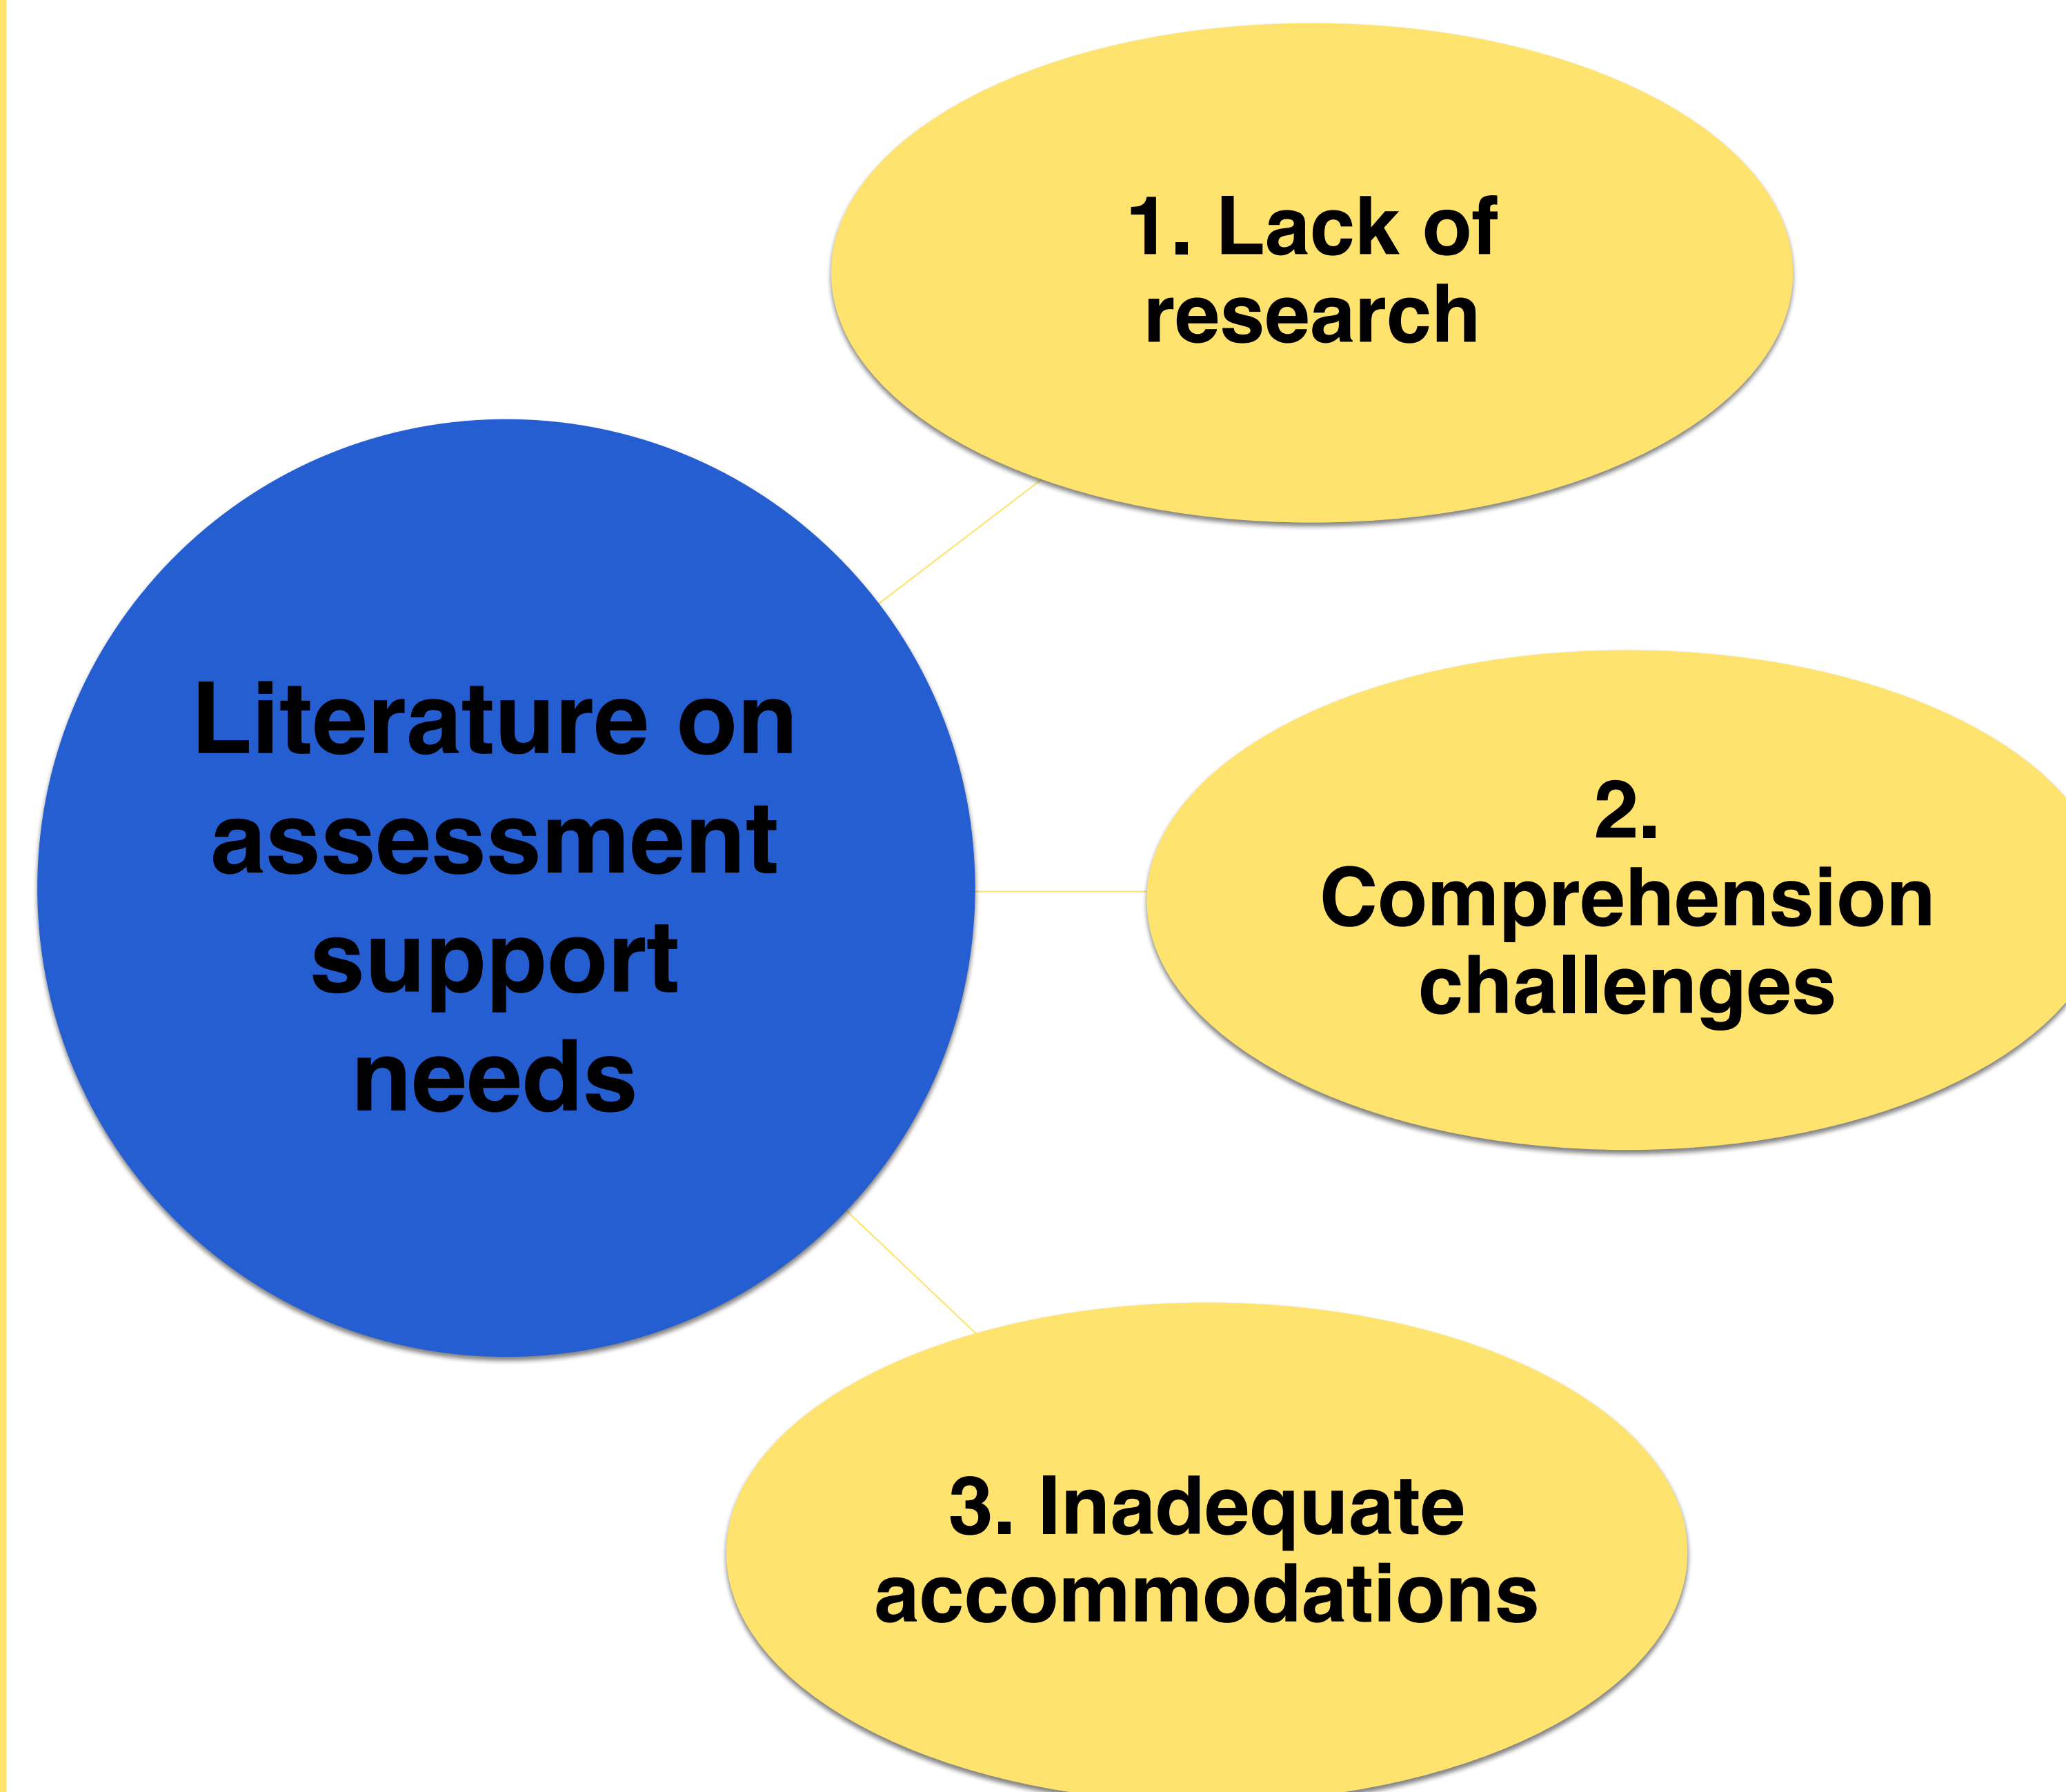 1. Lack of
research
Literature on
assessment
support
needs
2.
Comprehension
challenges
3. Inadequate
accommodations